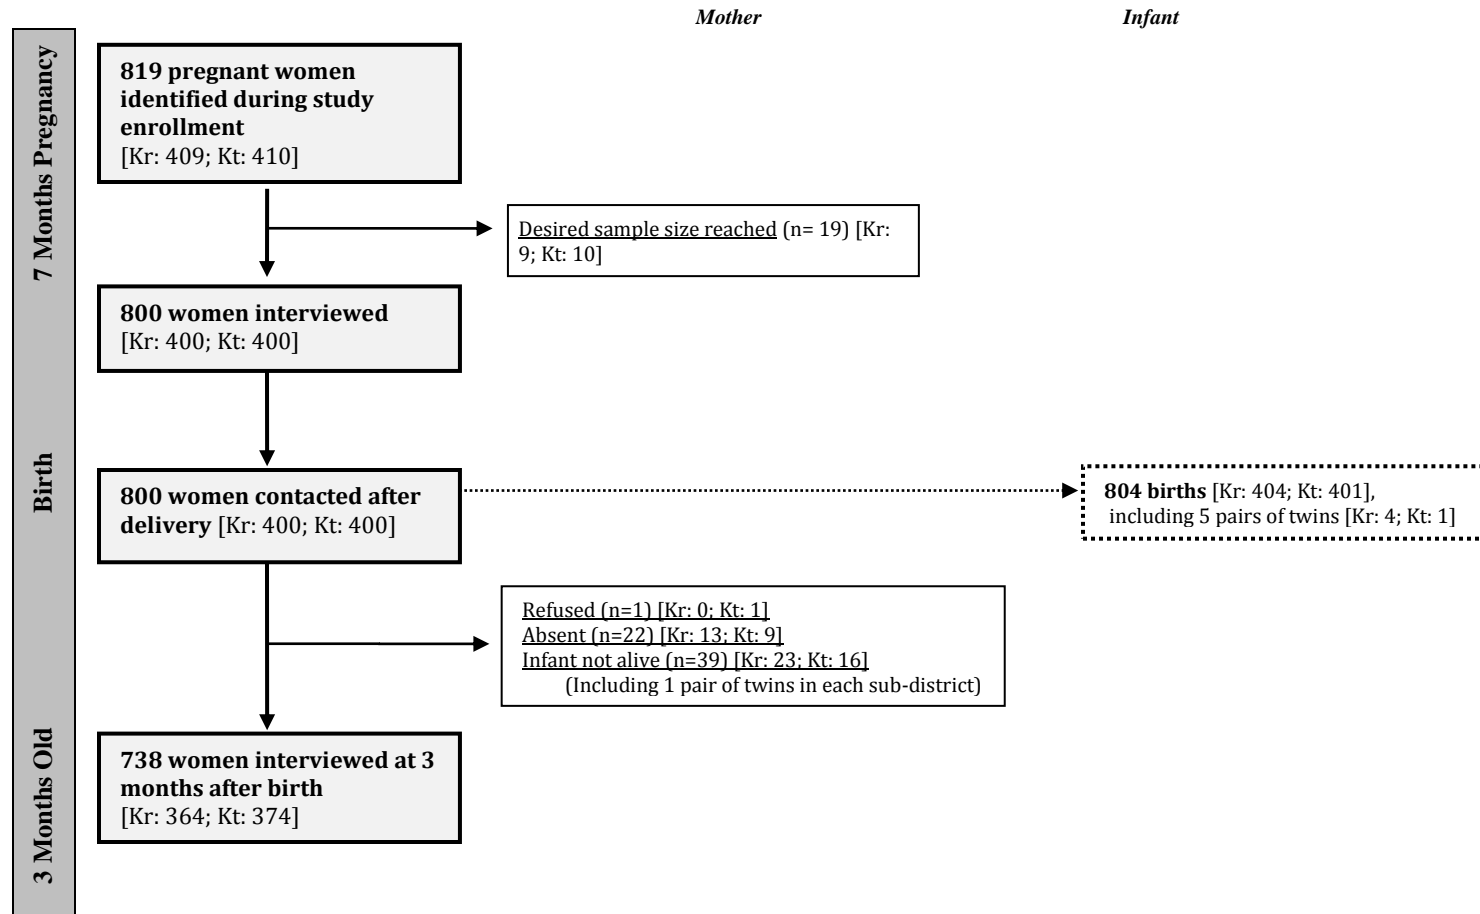 Mother
Infant
7 Months Pregnancy
819 pregnant women
identified during study
enrollment
[Kr: 409; Kt: 410]
Desired sample size reached (n= 19) [Kr:
9; Kt: 10]
800 women interviewed
[Kr: 400; Kt: 400]
Birth
800 women contacted after
delivery [Kr: 400; Kt: 400]
804 births [Kr: 404; Kt: 401],
including 5 pairs of twins [Kr: 4; Kt: 1]
Refused (n=1) [Kr: 0; Kt: 1]
Absent (n=22) [Kr: 13; Kt: 9]
Infant not alive (n=39) [Kr: 23; Kt: 16]
(Including 1 pair of twins in each sub-district)
3 Months Old
738 women interviewed at 3
months after birth
[Kr: 364; Kt: 374]